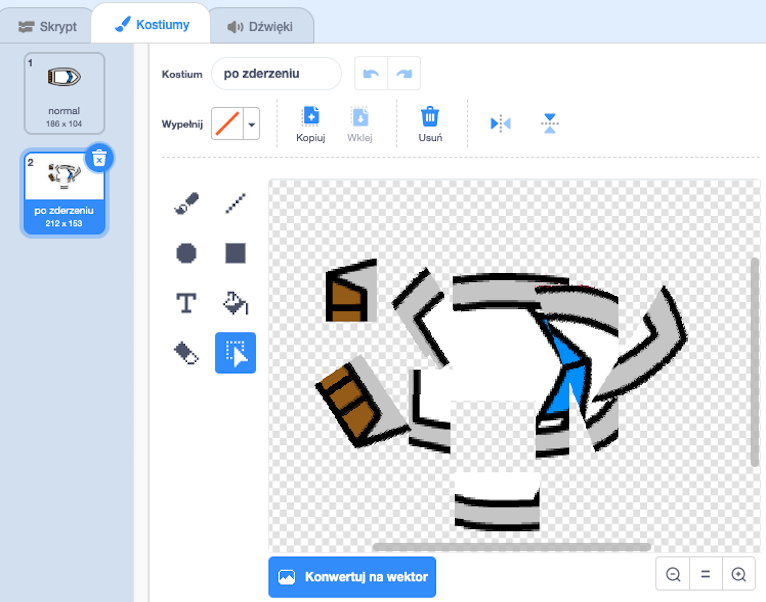 Skrypt
Kostiumy
Dźwięki
1
normal
186 x 104
2
po zderzeniu
212 x 153
Kostium
po zderzeniu
Wypełnij
Kopiuj
Wklej
Usuń
T
Konwertuj na wektor